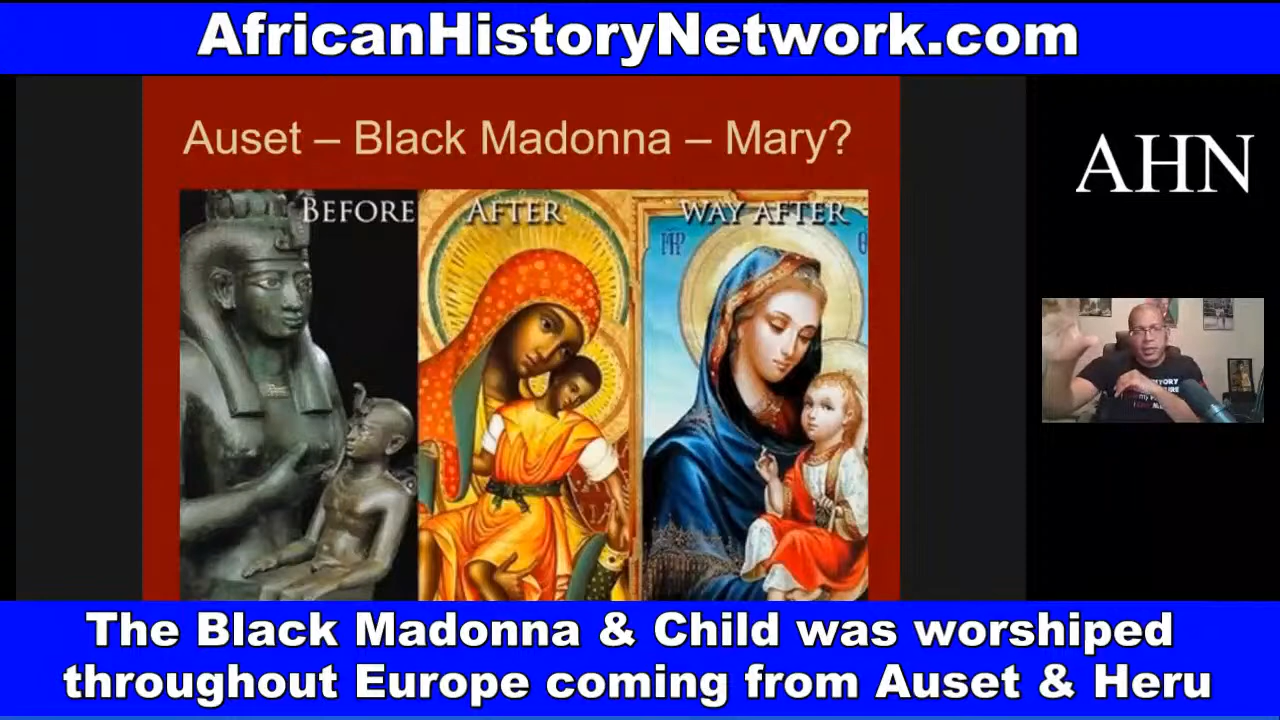 AfricanHistoryNetwork.com
Auset – Black Madonna – Mary?
BEFORE
AFTER
WAY AFTER
AHN
The Black Madonna & Child was worshiped
throughout Europe coming from Auset & Heru